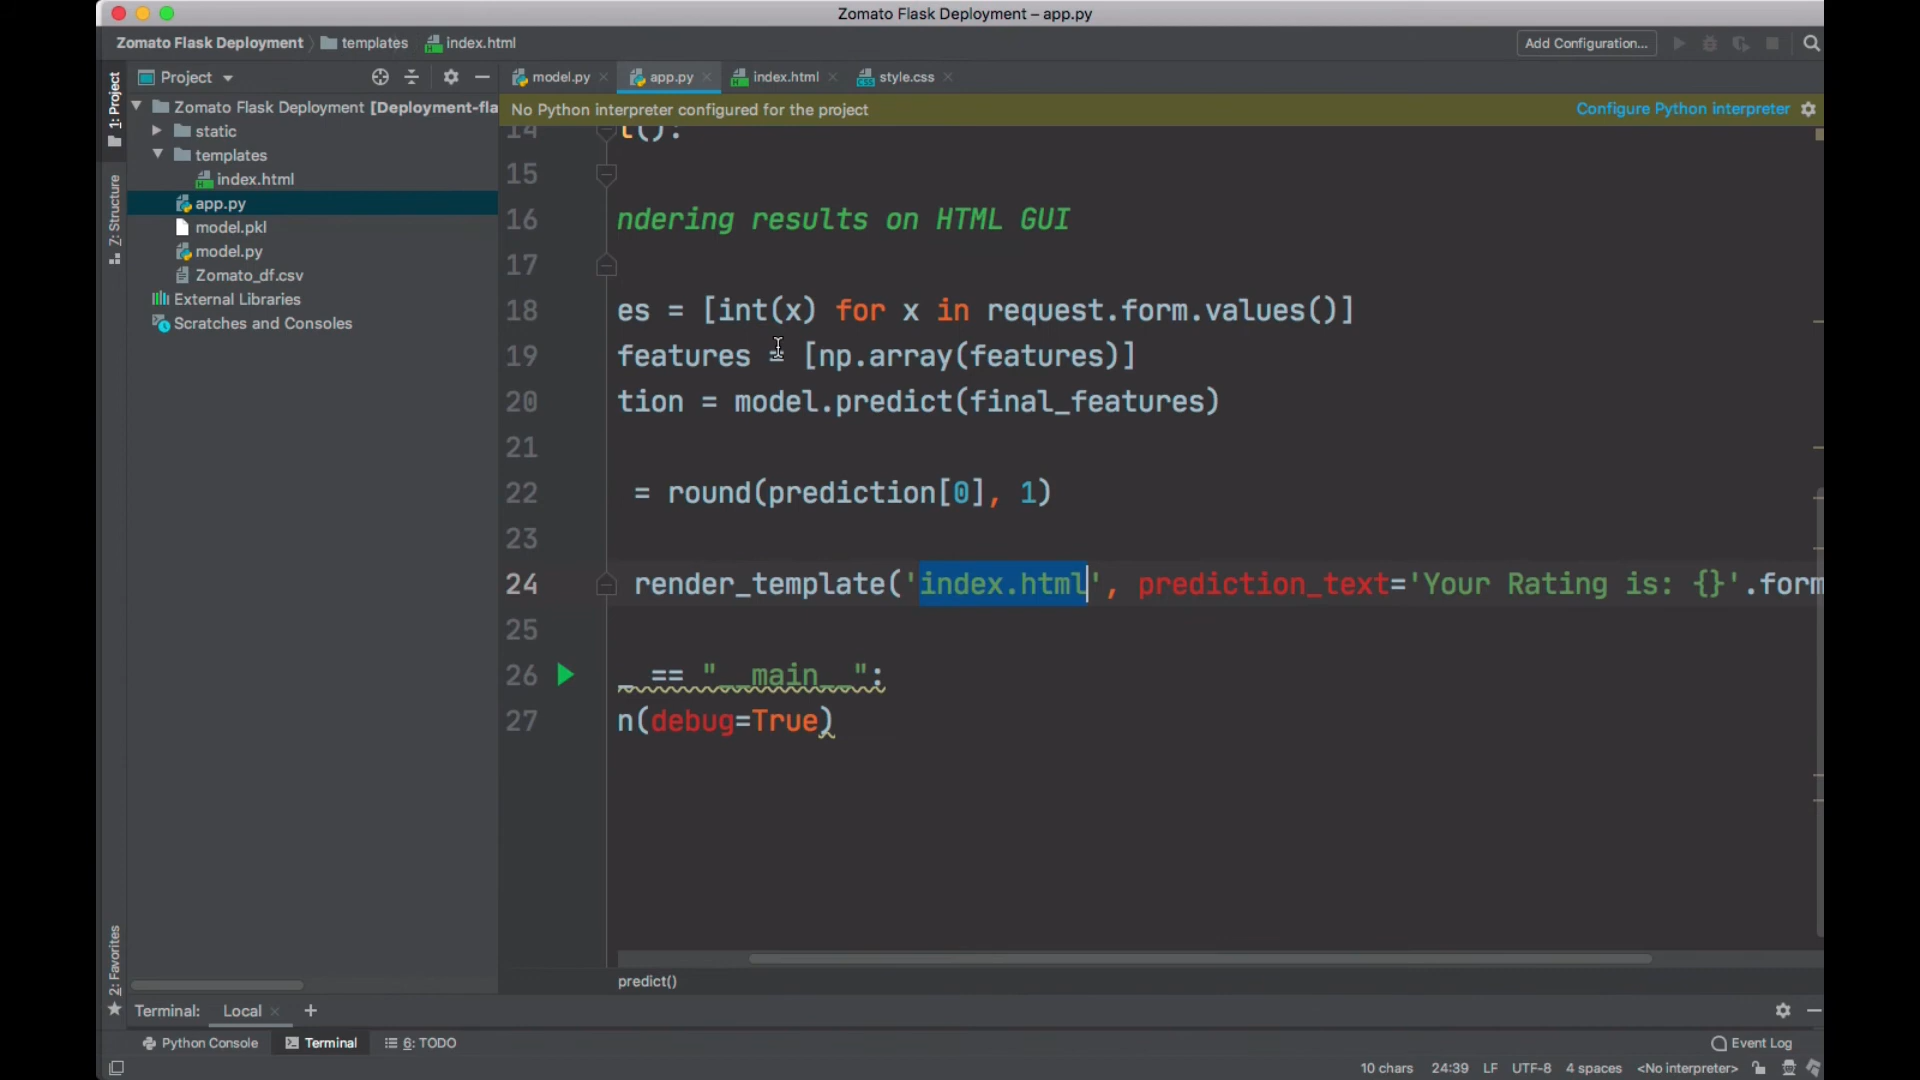 Zomato Flask Deployment – app.py
Zomato Flask Deployment templates index.html
Add Configuration...
1: Project
Z: Structure
2: Favorites
Project
model.py app.py index.html style.css
No Python interpreter configured for the project
Configure Python interpreter
Zomato Flask Deployment [Deployment-fla
static
templates
index.html
app.py
model.pkl
model.py
Zomato_df.csv
External Libraries
Scratches and Consoles
14 t():
15
16 ndering results on HTML GUI
17
18 es = [int(x) for x in request.form.values()]
19 features = [np.array(features)]
20 tion = model.predict(final_features)
21
22 = round(prediction[0], 1)
23
24 render_template('index.html', prediction_text='Your Rating is: {}'.form
25
26 _ == "__main__":
27 n(debug=True)
predict()
Terminal: Local +
Python Console Terminal 6: TODO
Event Log
10 chars 24:39 LF UTF-8 4 spaces <No interpreter>